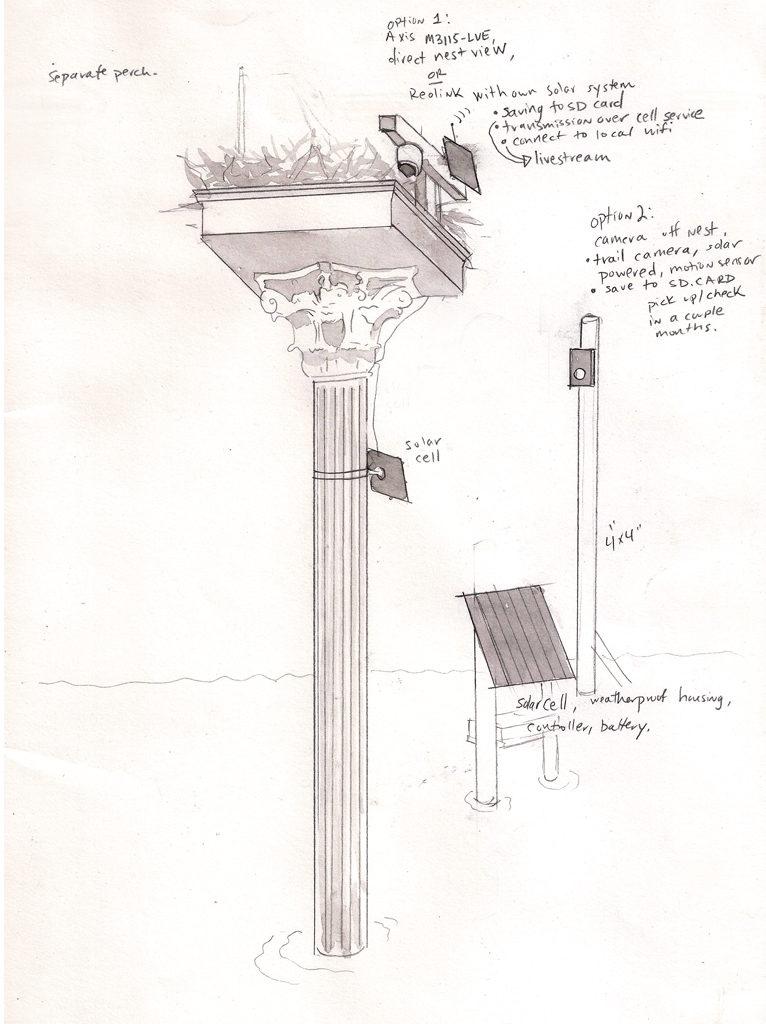 Separate perch.
OPTION 1:
Axis M3115-LVE,
direct nest view,
OR
Reolink with own solar system
• saving to SD card
• transmission over cell service
• connect to local wifi
livestream
OPTION 2:
camera off nest,
• trail camera, solar
powered, motion sensor
• save to SD.CARD
pick up/check
in a couple
months.
solar
cell
4"x4"
solar cell, weatherproof housing,
controller, battery.